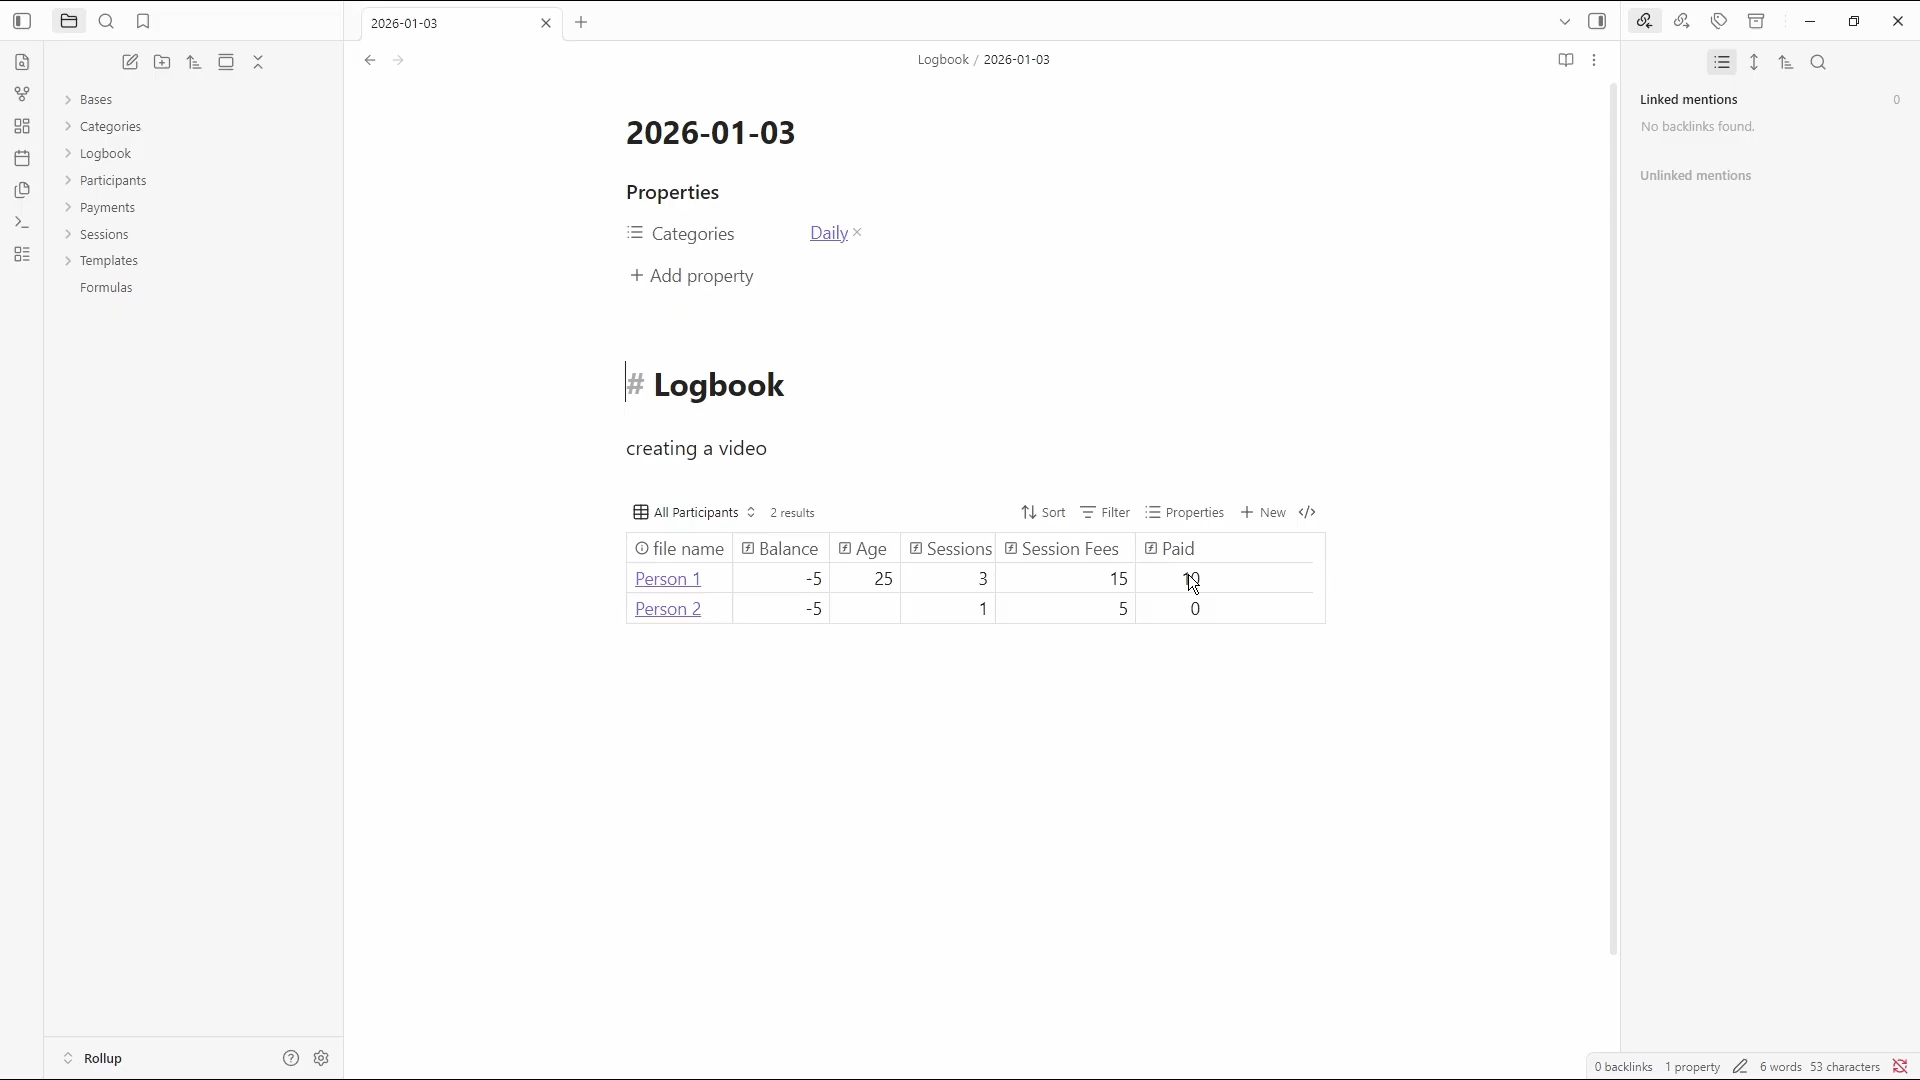 2026-01-03
Bases
Categories
Logbook
Participants
Payments
Sessions
Templates
Formulas
Rollup
Logbook / 2026-01-03
2026-01-03
Properties
Categories Daily
+ Add property
# Logbook
creating a video
All Participants 2 results Sort Filter Properties + New </>
file name Balance Age Sessions Session Fees Paid
Person 1 -5 25 3 15 10
Person 2 -5 1 5 0
Linked mentions 0
No backlinks found.
Unlinked mentions
0 backlinks 1 property 6 words 53 characters